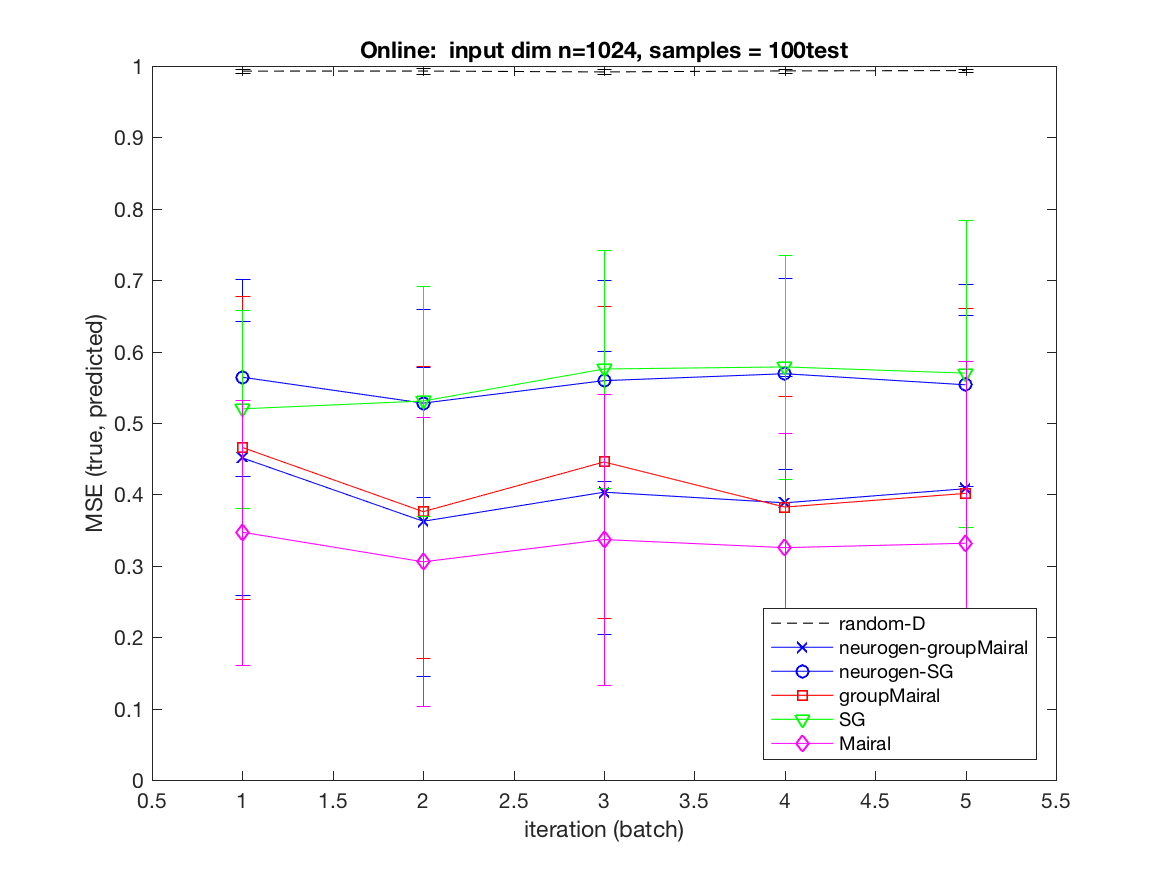 Online:  input dim n=1024, samples = 100test
1
0.9
0.8
0.7
0.6
0.5
0.4
0.3
0.2
0.1
0
MSE (true, predicted)
random-D
neurogen-groupMairal
neurogen-SG
groupMairal
SG
Mairal
0.5 1 1.5 2 2.5 3 3.5 4 4.5 5 5.5
iteration (batch)